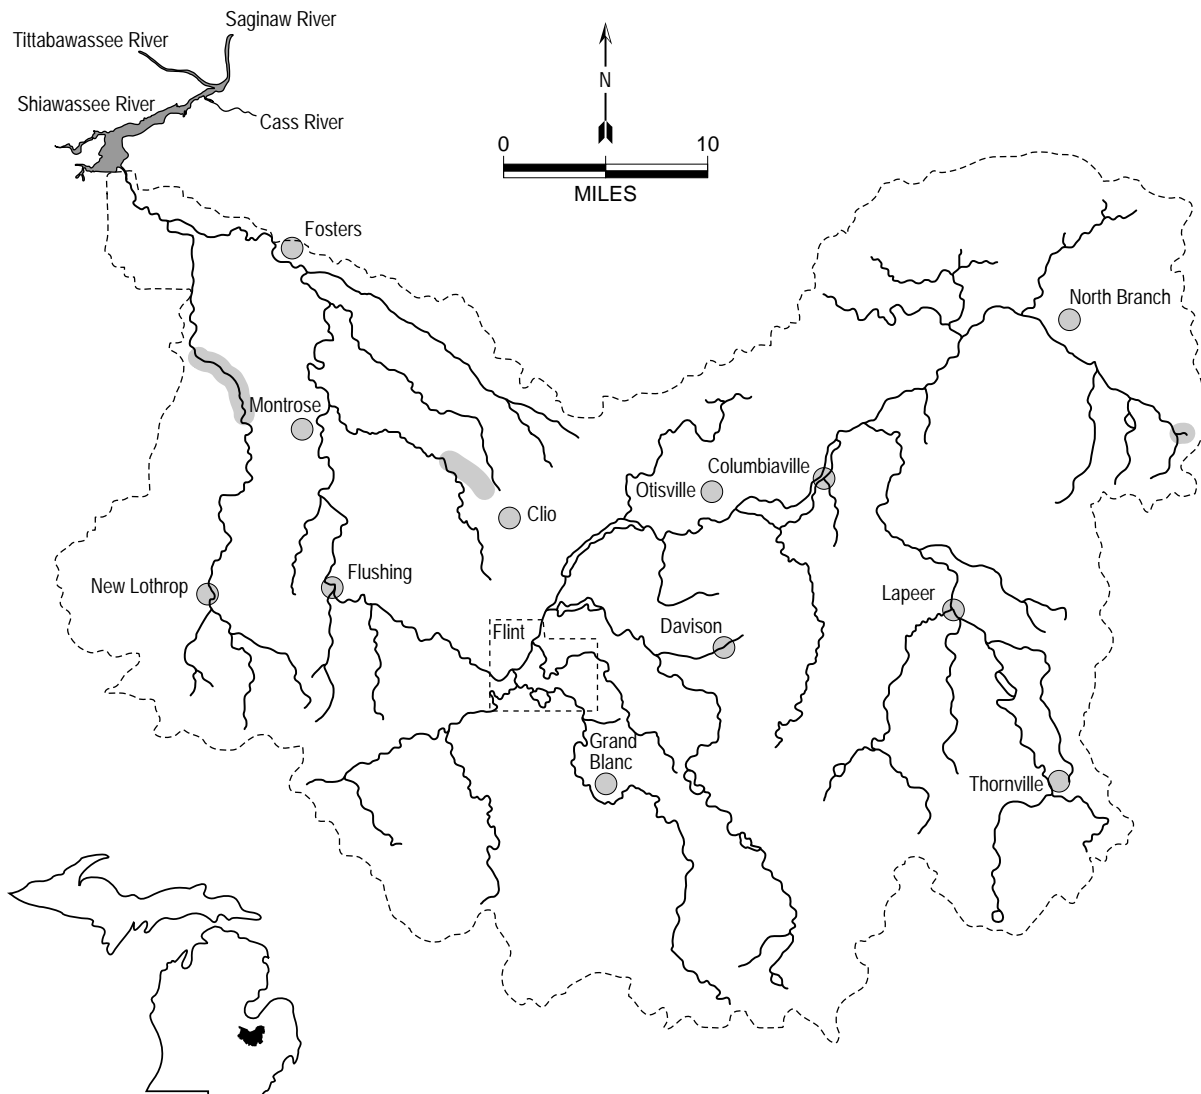 Saginaw River
Tittabawassee River
Shiawassee River
Cass River
N
0 10
MILES
Fosters
North Branch
Montrose
Columbiaville
Otisville
Clio
New Lothrop
Flushing
Lapeer
Flint
Davison
Grand
Blanc
Thornville